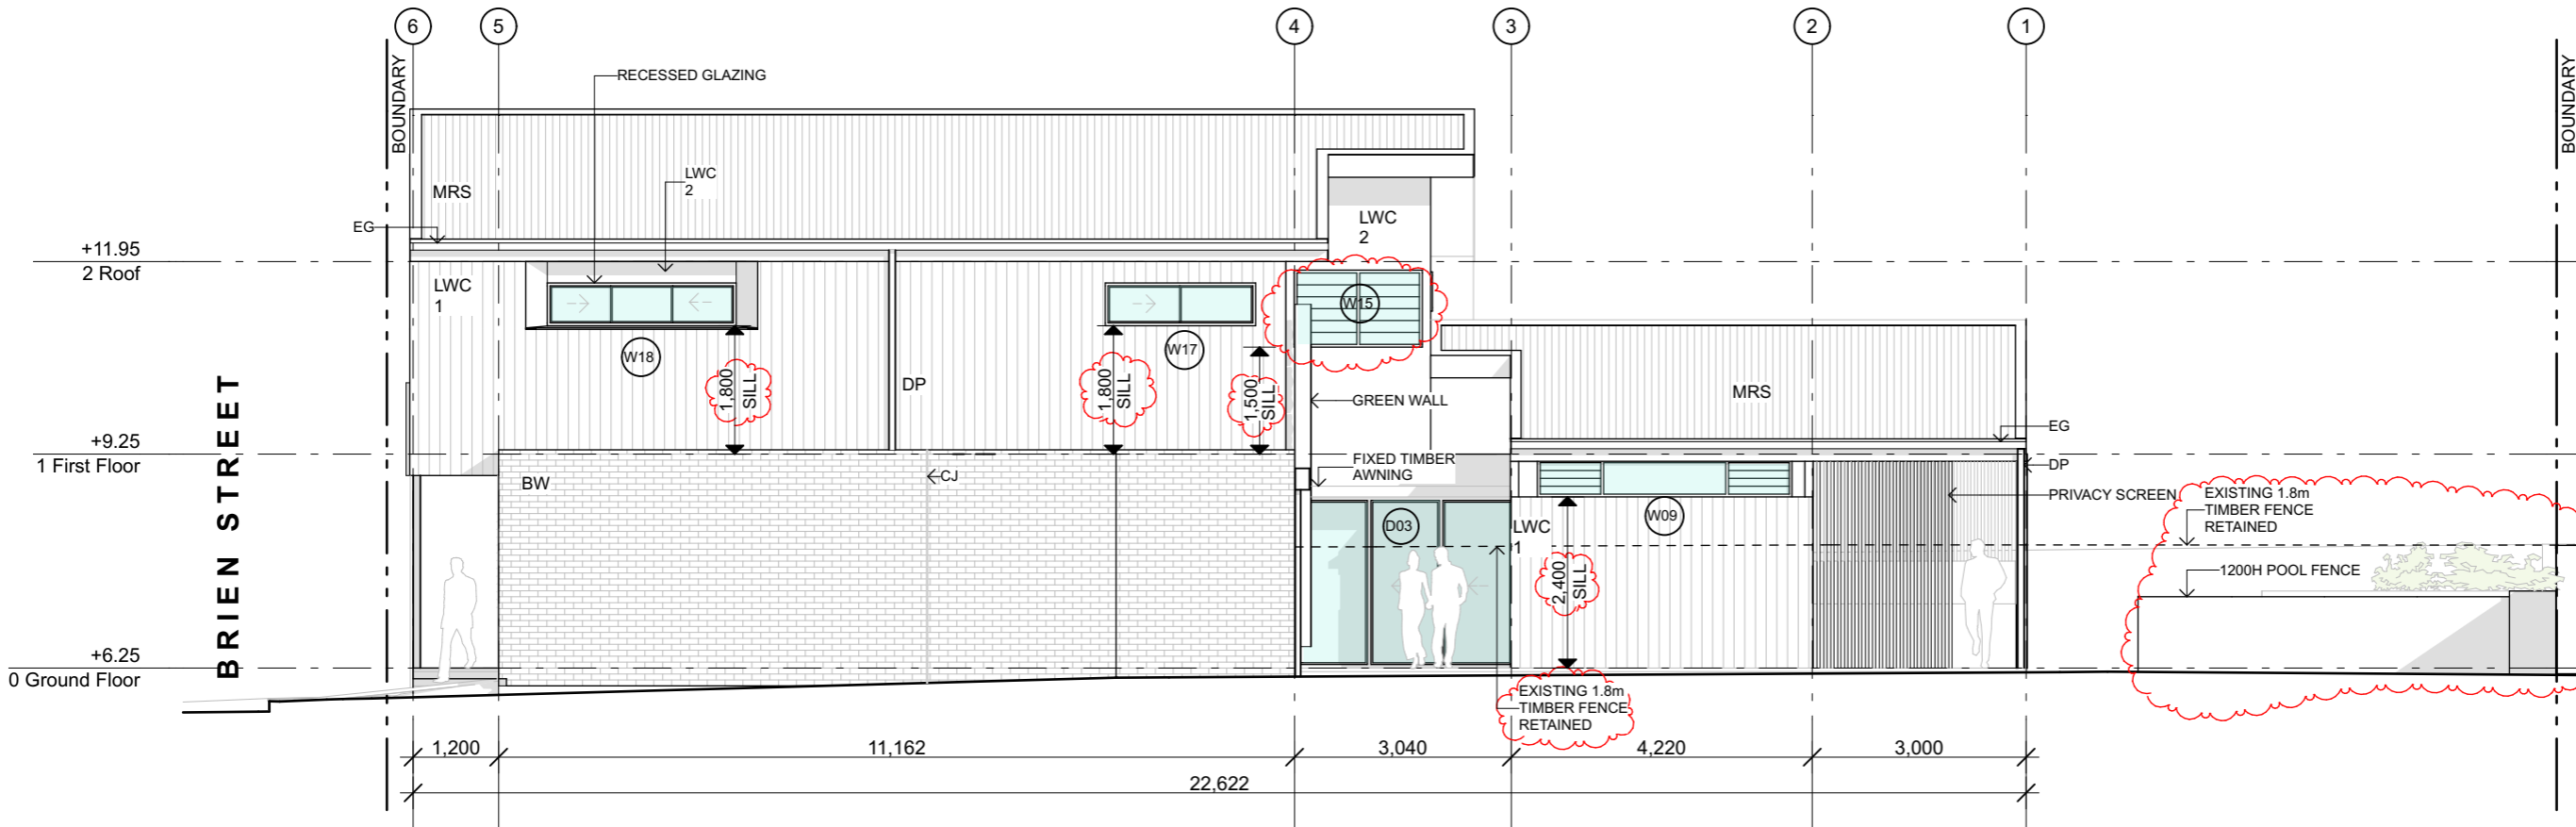 6
5
4
3
2
1
BOUNDARY
BOUNDARY
RECESSED GLAZING
LWC
2
MRS
EG
LWC
2
+11.95
2 Roof
LWC
1
W15
W18
W17
1,800
SILL
1,800
SILL
1,500
SILL
DP
GREEN WALL
MRS
EG
BRIEN STREET
+9.25
1 First Floor
FIXED TIMBER
AWNING
DP
BW
CJ
PRIVACY SCREEN
EXISTING 1.8m
TIMBER FENCE
RETAINED
D03
LWC
1
W09
2,400
SILL
1200H POOL FENCE
+6.25
0 Ground Floor
EXISTING 1.8m
TIMBER FENCE
RETAINED
1,200
11,162
3,040
4,220
3,000
22,622